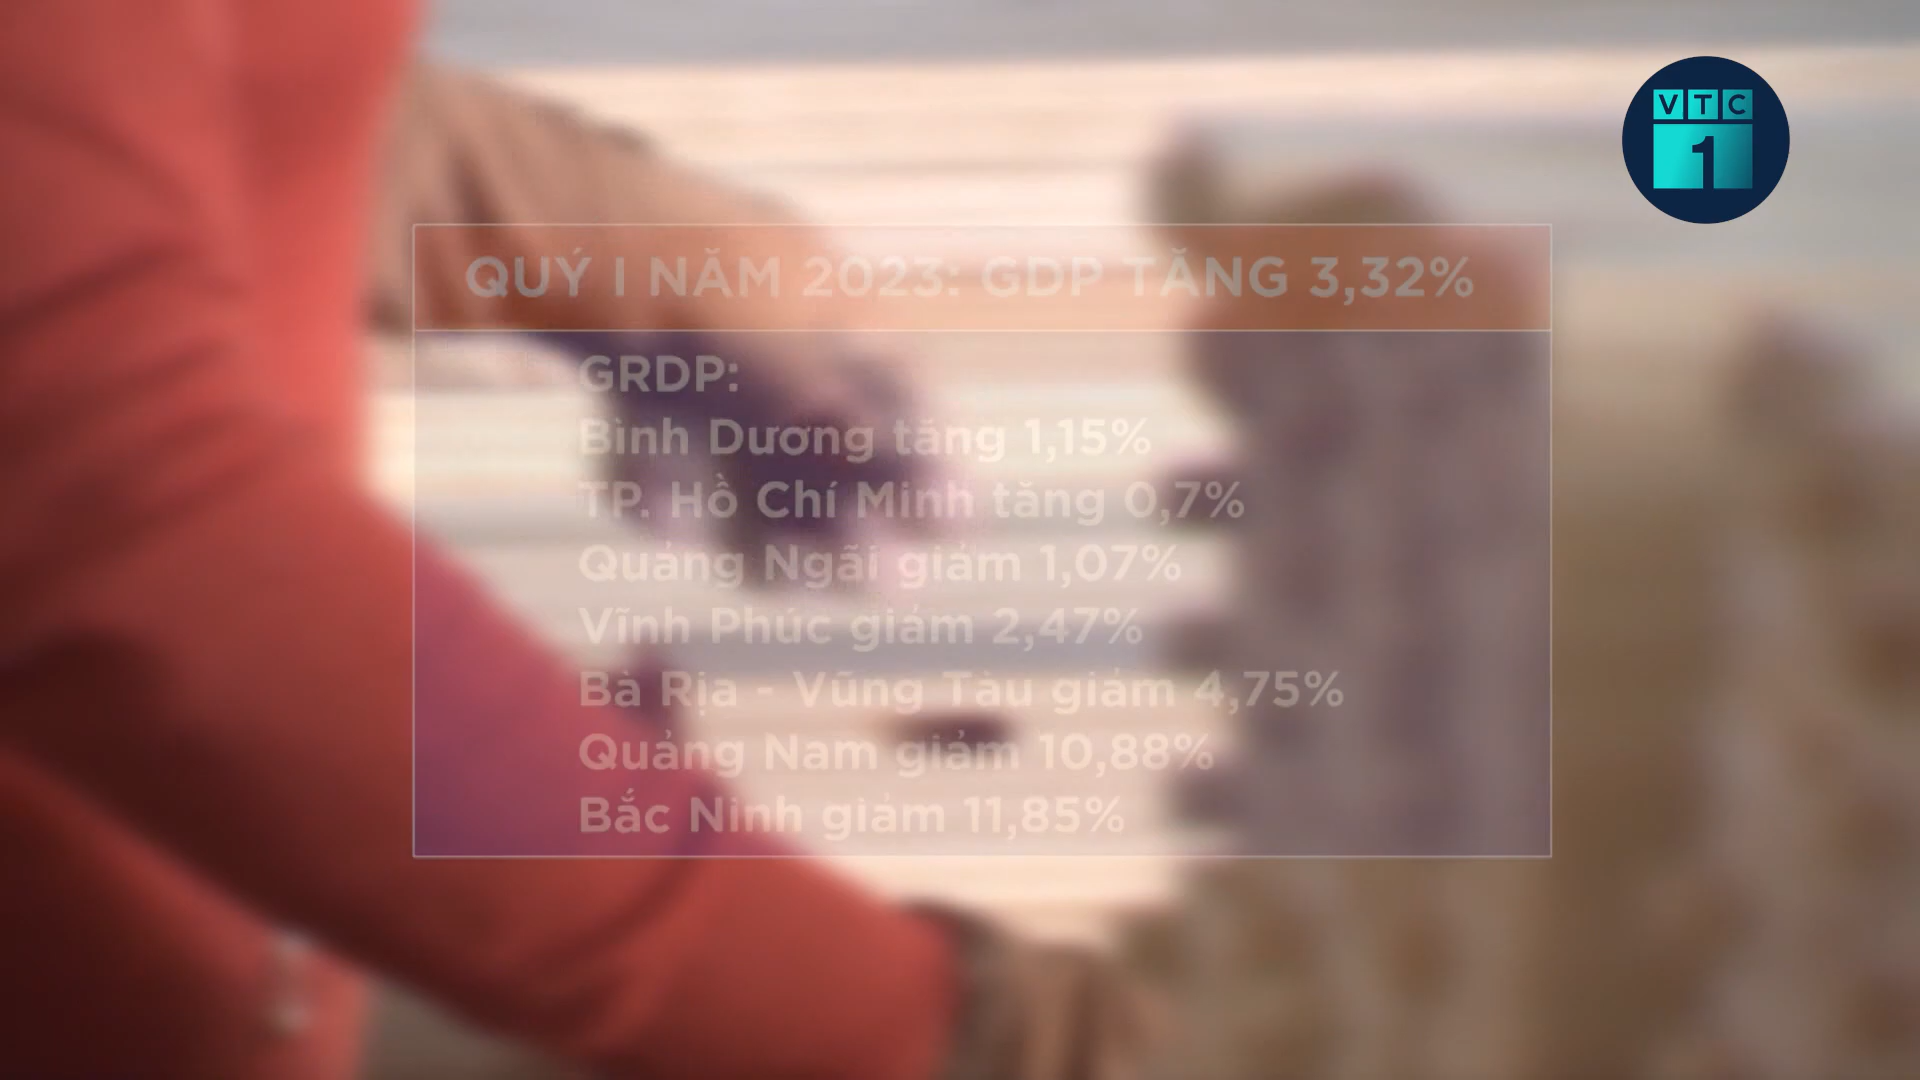 VTC
1
QUÝ I NĂM 2023: GDP TĂNG 3,32%
GRDP:
Bình Dương tăng 1,15%
TP. Hồ Chí Minh tăng 0,7%
Quảng Ngãi giảm 1,07%
Vĩnh Phúc giảm 2,47%
Bà Rịa - Vũng Tàu giảm 4,75%
Quảng Nam giảm 10,88%
Bắc Ninh giảm 11,85%